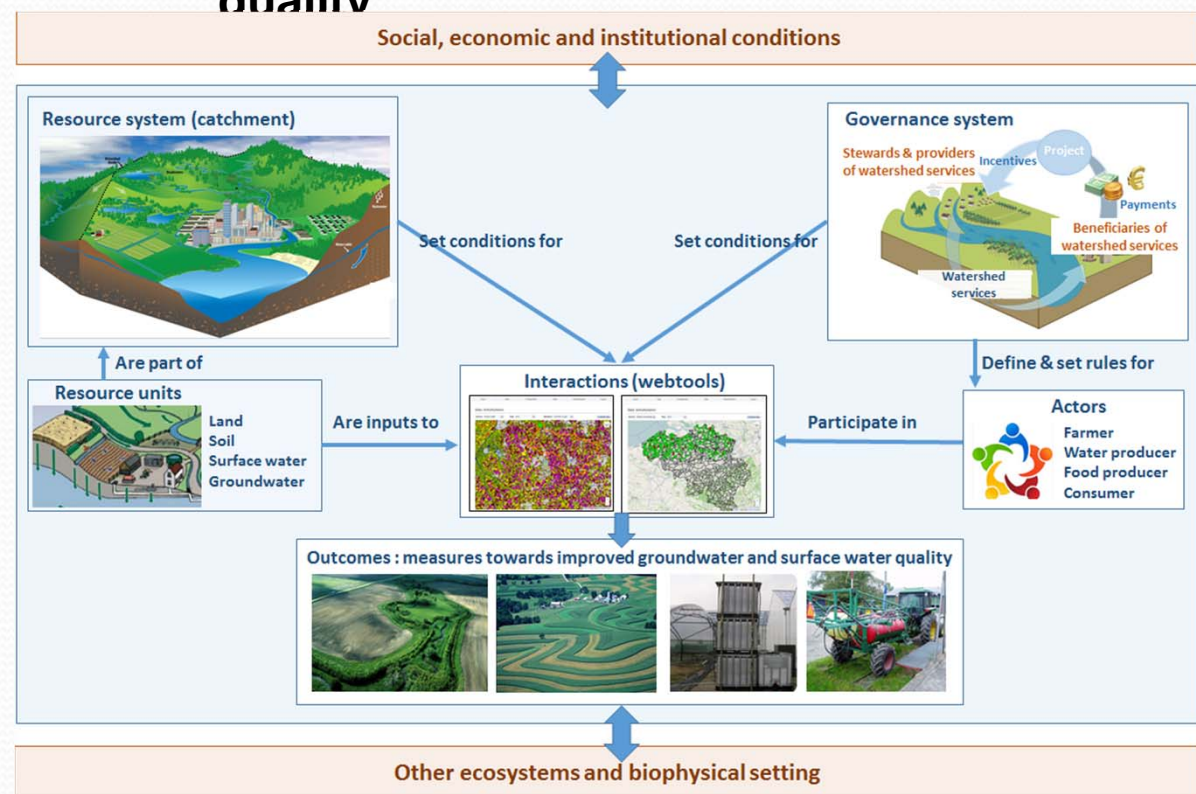 quality
Social, economic and institutional conditions
Resource system (catchment)
Governance system
Stewards & providers
of watershed services
Incentives
Project
Payments
Beneficiaries of
watershed services
Watershed
services
Set conditions for
Set conditions for
Are part of
Define & set rules for
Resource units
Land
Soil
Surface water
Groundwater
Are inputs to
Interactions (webtools)
Participate in
Actors
Farmer
Water producer
Food producer
Consumer
Outcomes : measures towards improved groundwater and surface water quality
Other ecosystems and biophysical setting